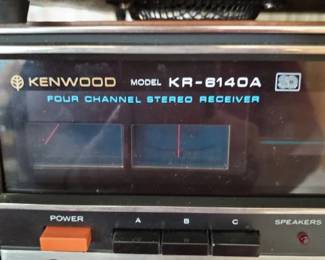 KENWOOD MODEL KR-6140A
FOUR CHANNEL STEREO RECEIVER
POWER A B C SPEAKERS